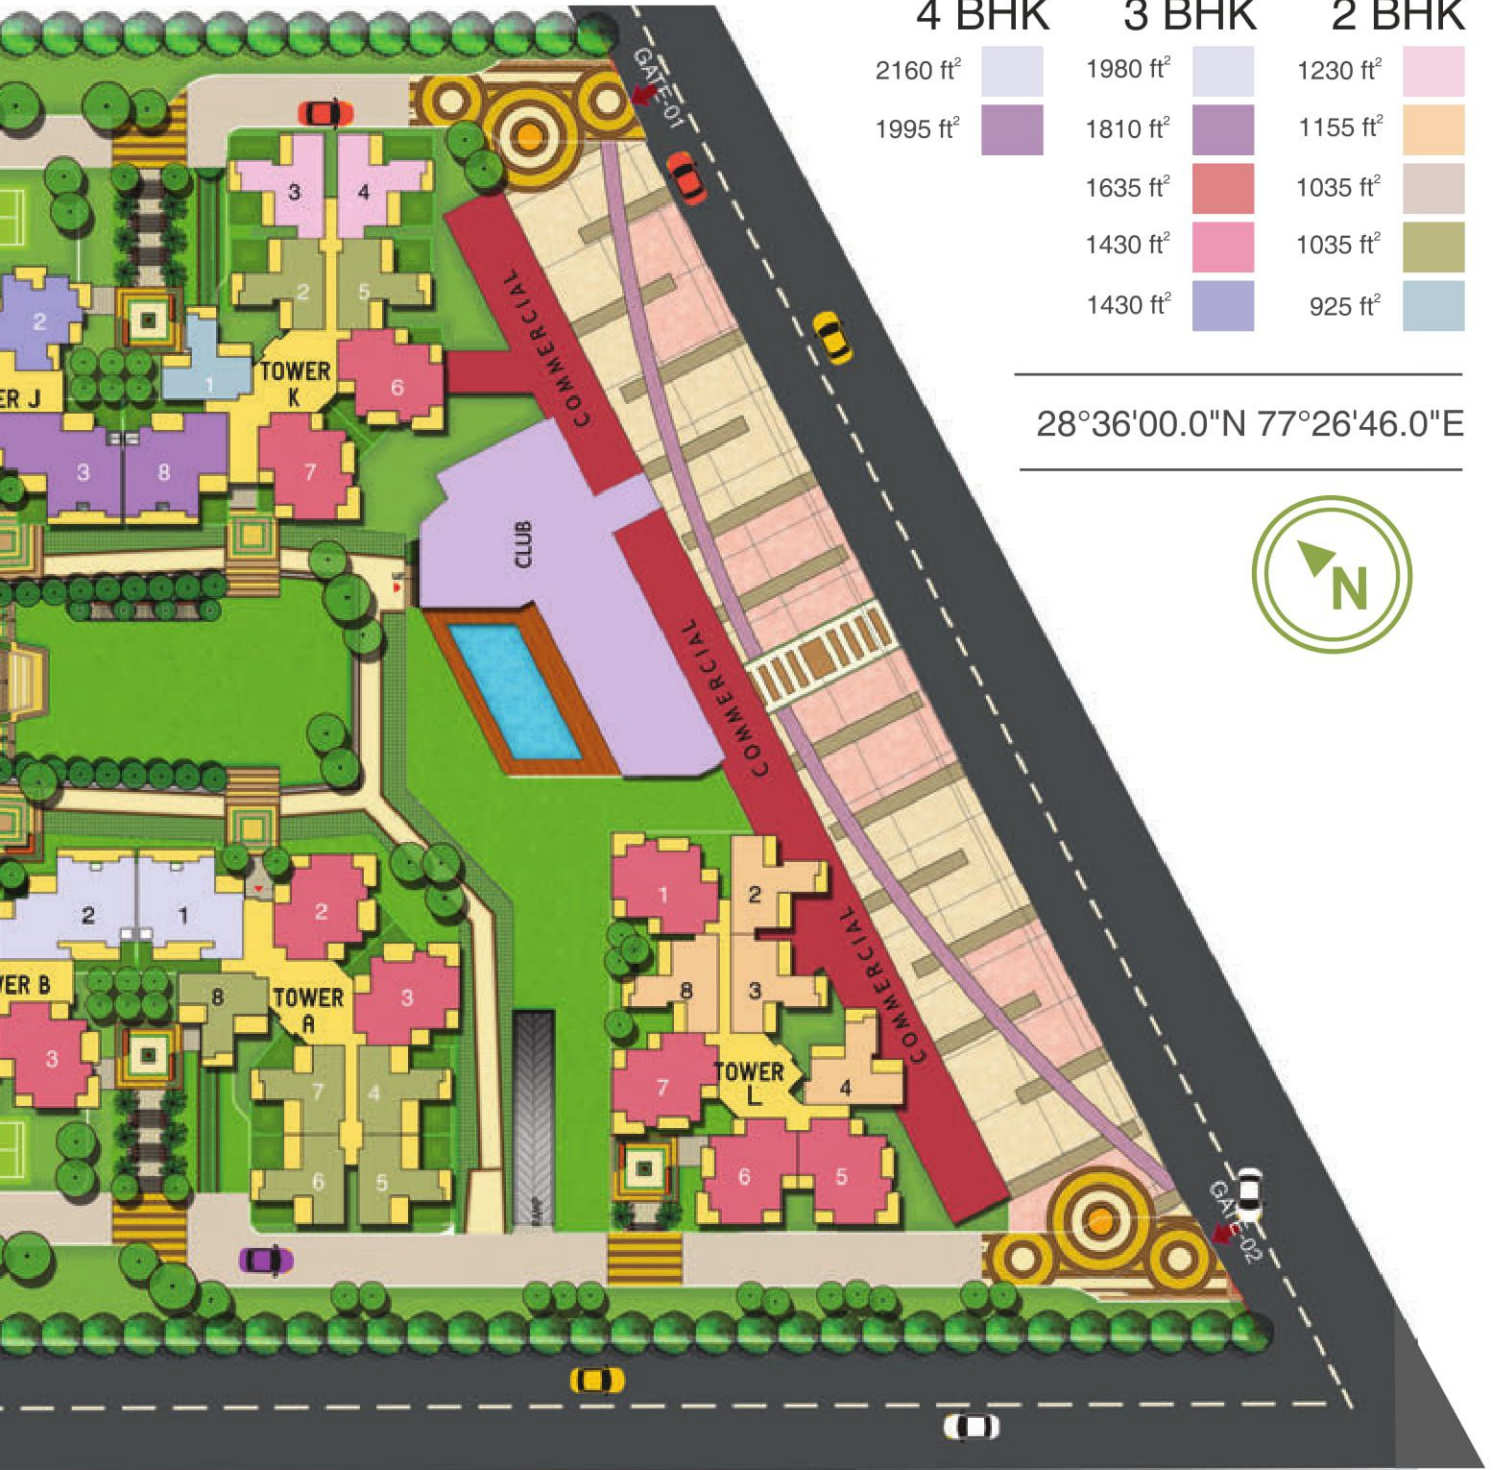 4 BHK 3 BHK 2 BHK
2160 ft² 1980 ft² 1230 ft²
1995 ft² 1810 ft² 1155 ft²
1635 ft² 1035 ft²
1430 ft² 1035 ft²
1430 ft² 925 ft²
28°36'00.0"N 77°26'46.0"E
N
GATE-01
3 4
2 5
2
1
TOWER
K
6
ER J
3 8
7
COMMERCIAL
CLUB
COMMERCIAL
2 1
2
1
2
VER B
8
TOWER
A
3
8
3
COMMERCIAL
3
7 4
7
TOWER
L
4
6 5
6 5
RAMP
GATE-02